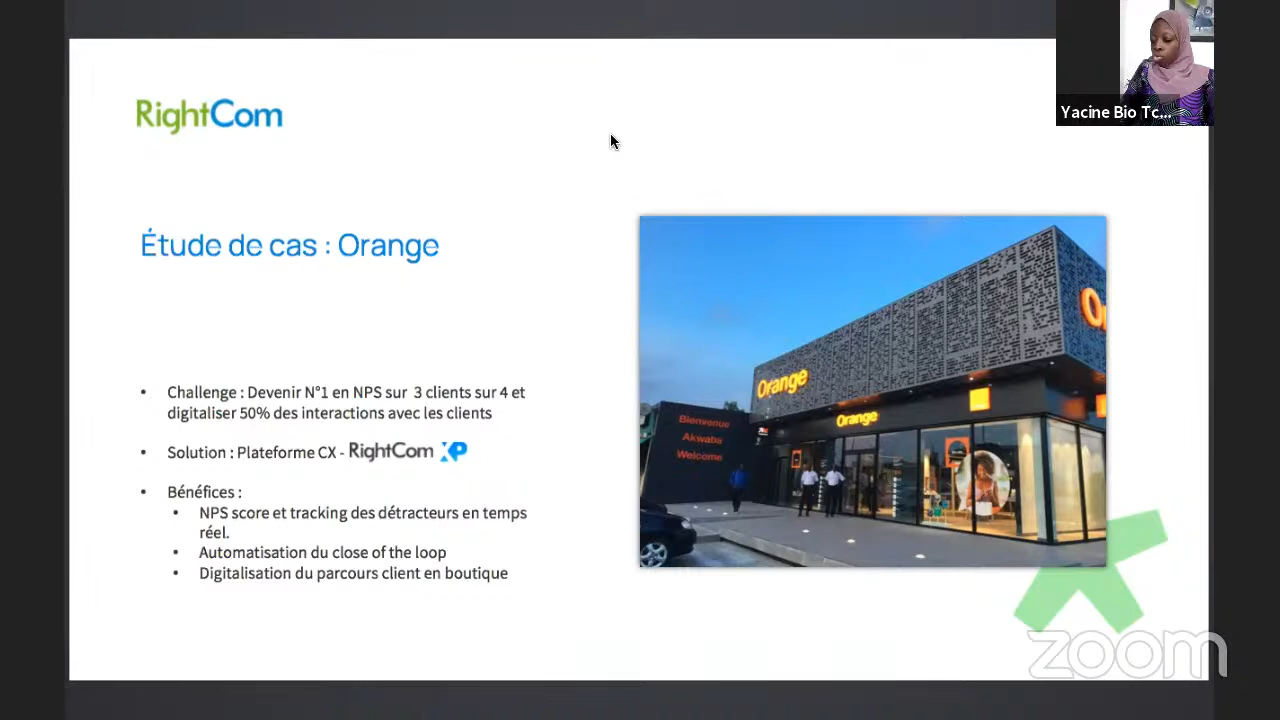 RightCom
Yacine Bio Tc...
Étude de cas : Orange
• Challenge : Devenir N°1 en NPS sur 3 clients sur 4 et
digitaliser 50% des interactions avec les clients
• Solution : Plateforme CX - RightCom XP
• Bénéfices :
• NPS score et tracking des détracteurs en temps
réel.
• Automatisation du close of the loop
• Digitalisation du parcours client en boutique
Orange
Orange
Bienvenue
Akwaba
Welcome
zoom